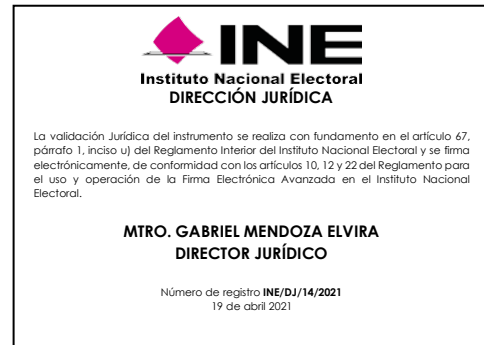 INE
Instituto Nacional Electoral
DIRECCIÓN JURÍDICA
La validación Jurídica del instrumento se realiza con fundamento en el artículo 67,
párrafo 1, inciso u) del Reglamento Interior del Instituto Nacional Electoral y se firma
electrónicamente, de conformidad con los artículos 10, 12 y 22 del Reglamento para
el uso y operación de la Firma Electrónica Avanzada en el Instituto Nacional
Electoral.
MTRO. GABRIEL MENDOZA ELVIRA
DIRECTOR JURÍDICO
Número de registro INE/DJ/14/2021
19 de abril 2021